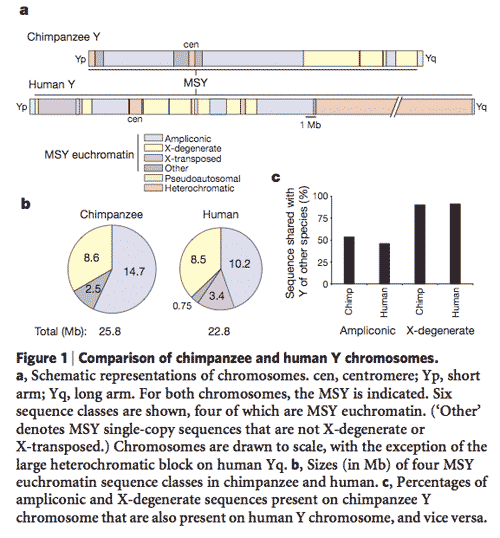 a
Chimpanzee Y
cen
Yp
Yq
MSY
Human Y
Yp
Yq
cen
1 Mb
MSY euchromatin
Ampliconic
X-degenerate
X-transposed
Other
Pseudoautosomal
Heterochromatic
b
Chimpanzee
Human
8.6
14.7
2.5
8.5
10.2
0.75
3.4
Total (Mb): 25.8
22.8
c
Sequence shared with
Y of other species (%)
100
75
50
25
0
Chimp
Human
Chimp
Human
Ampliconic
X-degenerate
Figure 1 | Comparison of chimpanzee and human Y chromosomes.
a, Schematic representations of chromosomes. cen, centromere; Yp, short
arm; Yq, long arm. For both chromosomes, the MSY is indicated. Six
sequence classes are shown, four of which are MSY euchromatin. (‘Other’
denotes MSY single-copy sequences that are not X-degenerate or
X-transposed.) Chromosomes are drawn to scale, with the exception of the
large heterochromatic block on human Yq. b, Sizes (in Mb) of four MSY
euchromatin sequence classes in chimpanzee and human. c, Percentages of
ampliconic and X-degenerate sequences present on chimpanzee Y
chromosome that are also present on human Y chromosome, and vice versa.